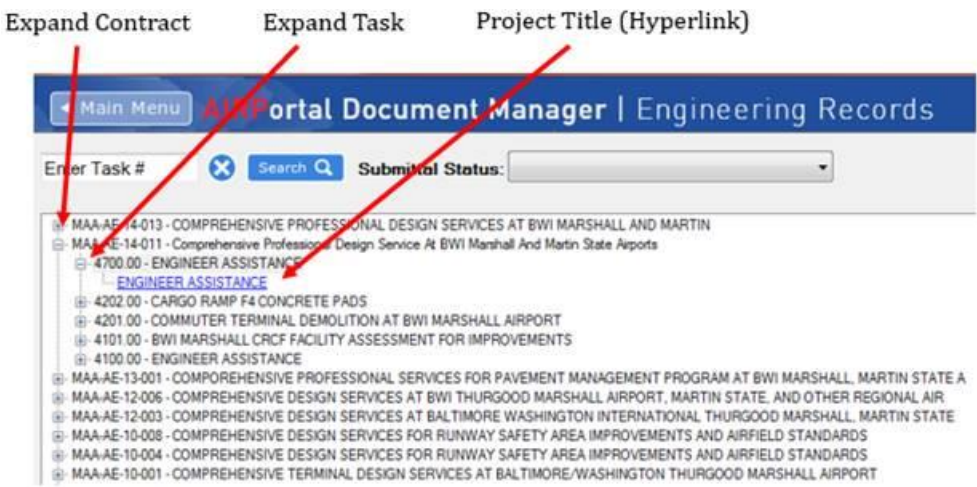 Expand Contract Expand Task Project Title (Hyperlink)
Main Menu AIRPortal Document Manager | Engineering Records
Enter Task # Search Submittal Status:
MAA-AE-14-013 - COMPREHENSIVE PROFESSIONAL DESIGN SERVICES AT BWI MARSHALL AND MARTIN
MAA-AE-14-011 - Comprehensive Professional Design Service At BWI Marshall And Martin State Airports
4700.00 - ENGINEER ASSISTANCE
ENGINEER ASSISTANCE
4202.00 - CARGO RAMP F4 CONCRETE PADS
4201.00 - COMMUTER TERMINAL DEMOLITION AT BWI MARSHALL AIRPORT
4101.00 - BWI MARSHALL CRCF FACILITY ASSESSMENT FOR IMPROVEMENTS
4100.00 - ENGINEER ASSISTANCE
MAA-AE-13-001 - COMPOREHENSIVE PROFESSIONAL SERVICES FOR PAVEMENT MANAGEMENT PROGRAM AT BWI MARSHALL, MARTIN STATE A
MAA-AE-12-006 - COMPREHENSIVE DESIGN SERVICES AT BWI THURGOOD MARSHALL AIRPORT, MARTIN STATE, AND OTHER REGIONAL AIR
MAA-AE-12-003 - COMPREHENSIVE DESIGN SERVICES AT BALTIMORE WASHINGTON INTERNATIONAL THURGOOD MARSHALL, MARTIN STATE
MAA-AE-10-008 - COMPREHENSIVE DESIGN SERVICES FOR RUNWAY SAFETY AREA IMPROVEMENTS AND AIRFIELD STANDARDS
MAA-AE-10-004 - COMPREHENSIVE DESIGN SERVICES FOR RUNWAY SAFETY AREA IMPROVEMENTS AND AIRFIELD STANDARDS
MAA-AE-10-001 - COMPREHENSIVE TERMINAL DESIGN SERVICES AT BALTIMORE/WASHINGTON THURGOOD MARSHALL AIRPORT